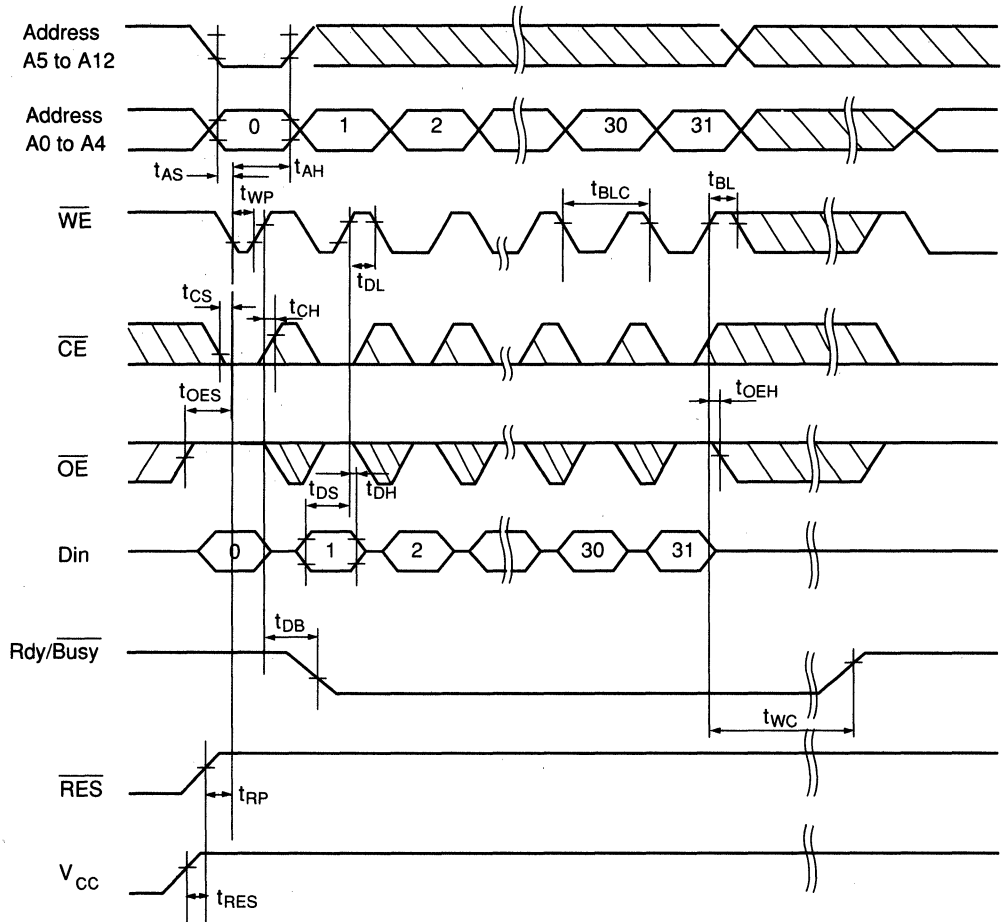 Address
A5 to A12
Address
A0 to A4
0 1 2 30 31
tAS
tAH
tWP
tBLC
tBL
WE
tDL
tCS
tCH
CE
tOES
tOEH
OE
tDS
tDH
Din
0 1 2 30 31
tDB
Rdy/Busy
tWC
RES
tRP
VCC
tRES